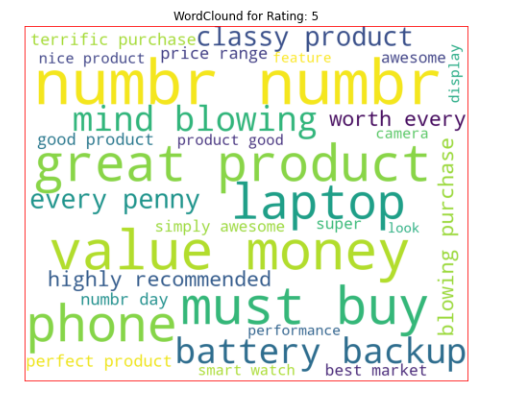 WordClound for Rating: 5
terrific purchase classy product
nice product price range feature awesome
numbr numbr
display
mind blowing worth every
camera
good product product good
great product
every penny laptop
simply awesome super look
blowing purchase
value money
highly recommended
numbr day must buy
phone
performance
perfect product battery backup
smart watch best market